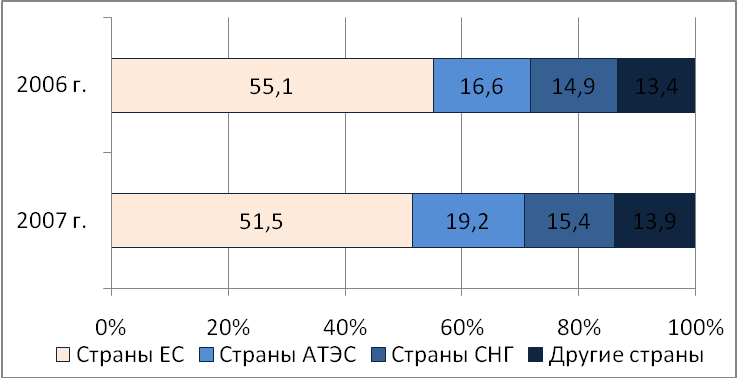 2006 г.
55,1 16,6 14,9 13,4
2007 г.
51,5 19,2 15,4 13,9
0% 20% 40% 60% 80% 100%
Страны ЕС Страны АТЭС Страны СНГ Другие страны